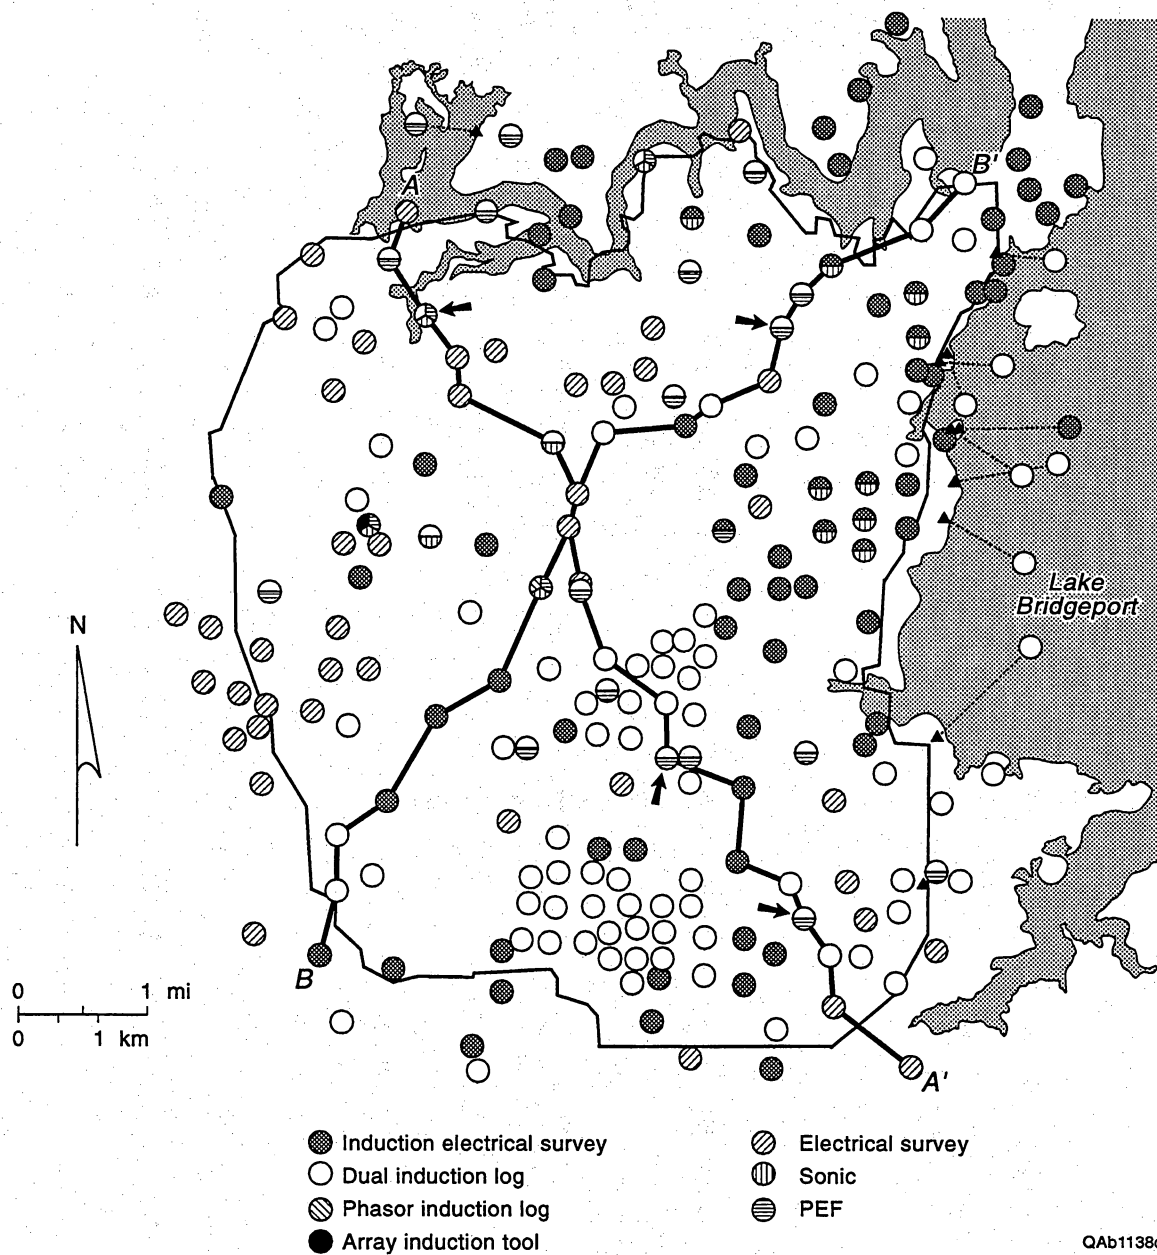 A
B'
Lake
Bridgeport
N
B
0 1 mi
0 1 km
A'
Induction electrical survey
Dual induction log
Phasor induction log
Array induction tool
Electrical survey
Sonic
PEF